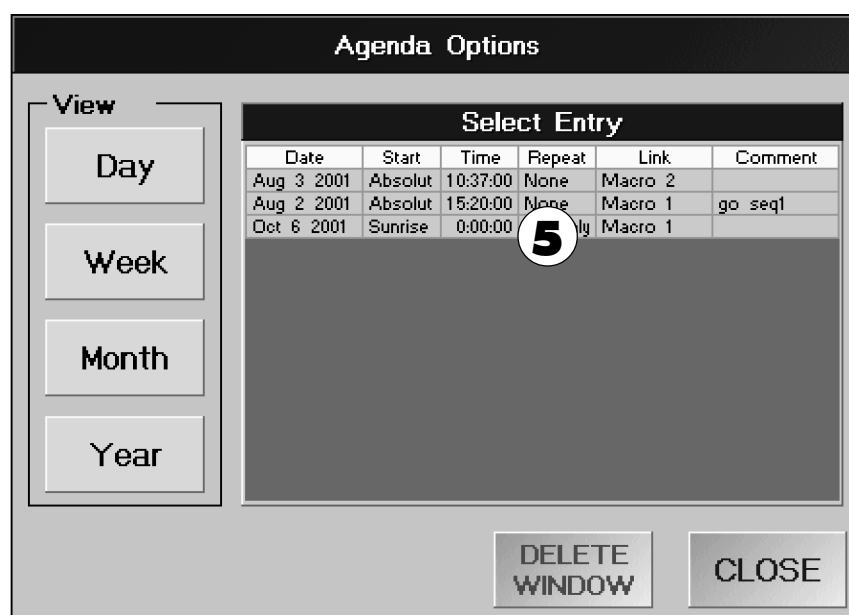 Agenda Options
View
Day
Week
Month
Year
Select Entry
Date Start Time Repeat Link Comment
Aug 3 2001 Absolut 10:37:00 None Macro 2
Aug 2 2001 Absolut 15:20:00 None Macro 1 go seq1
Oct 6 2001 Sunrise 0:00:00 Macro 1
5
DELETE WINDOW
CLOSE